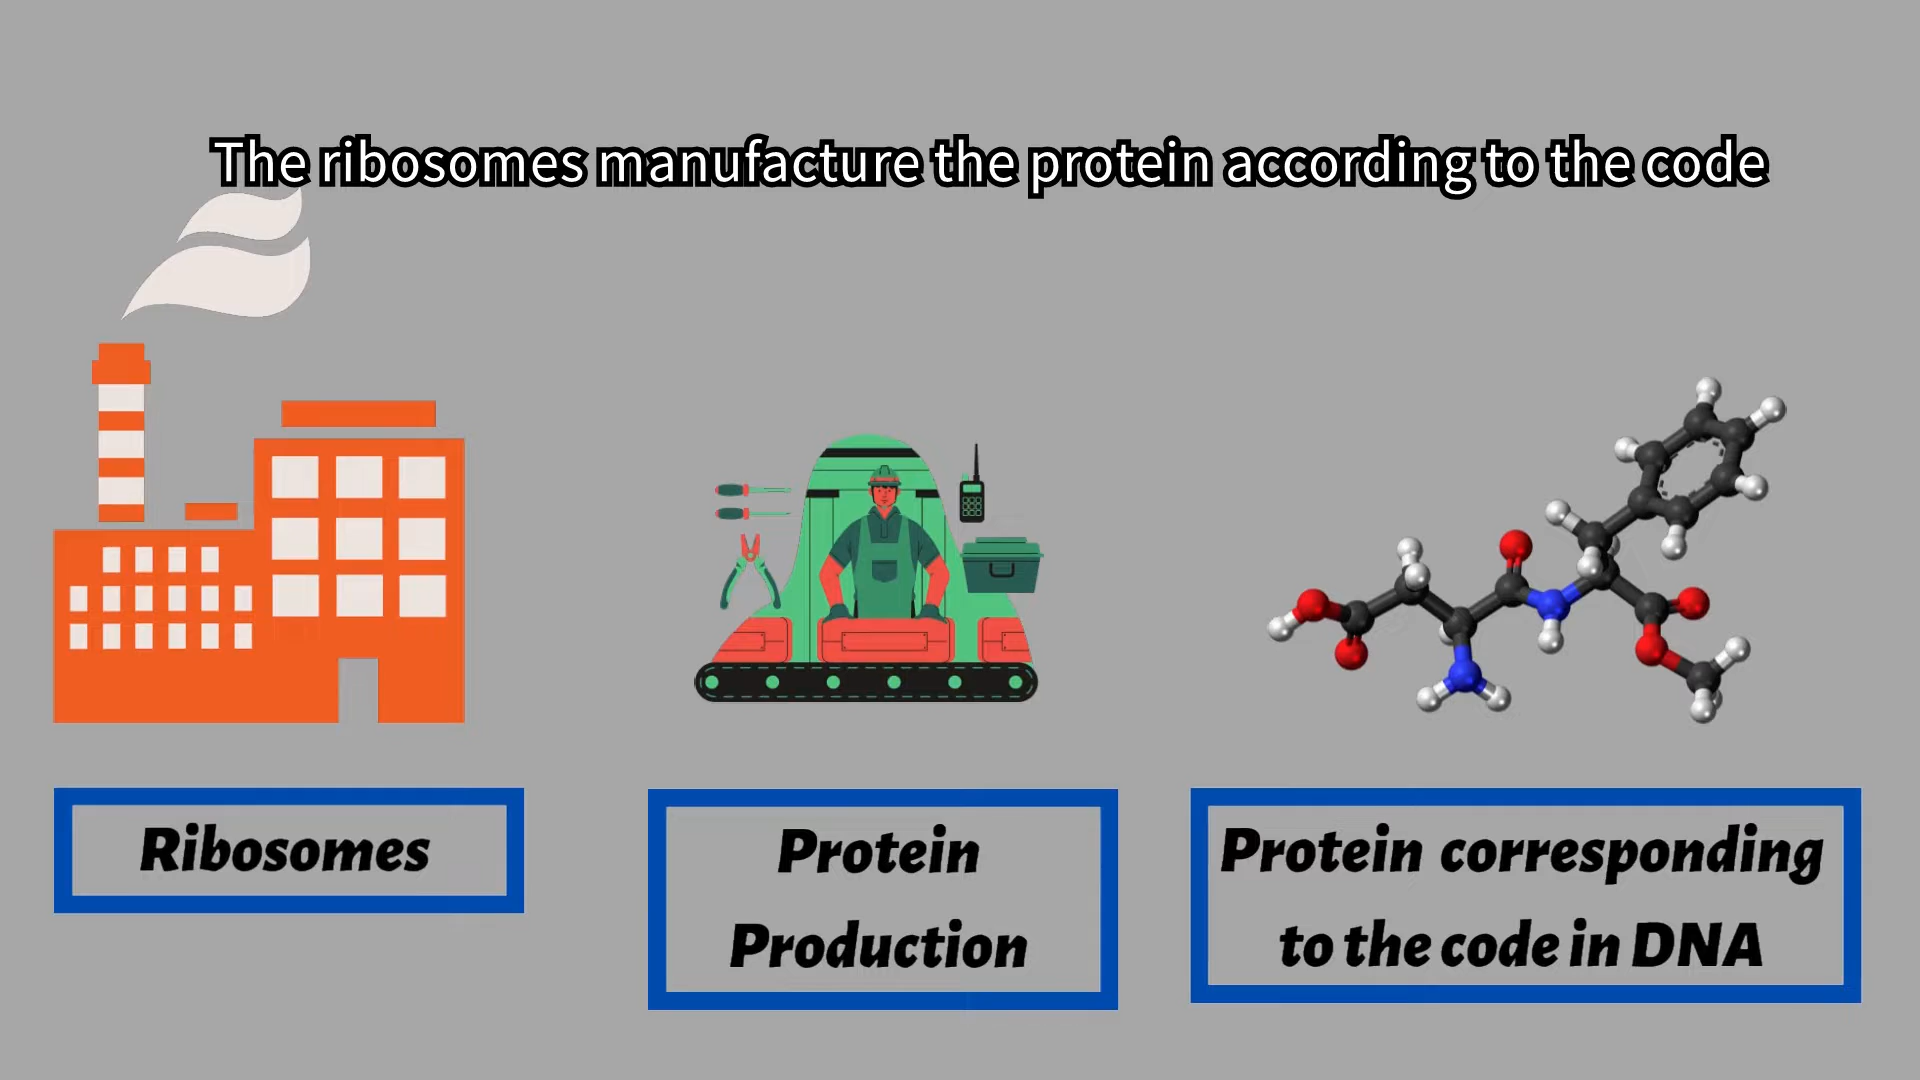 The ribosomes manufacture the protein according to the code
Ribosomes
Protein
Production
Protein corresponding
to the code in DNA